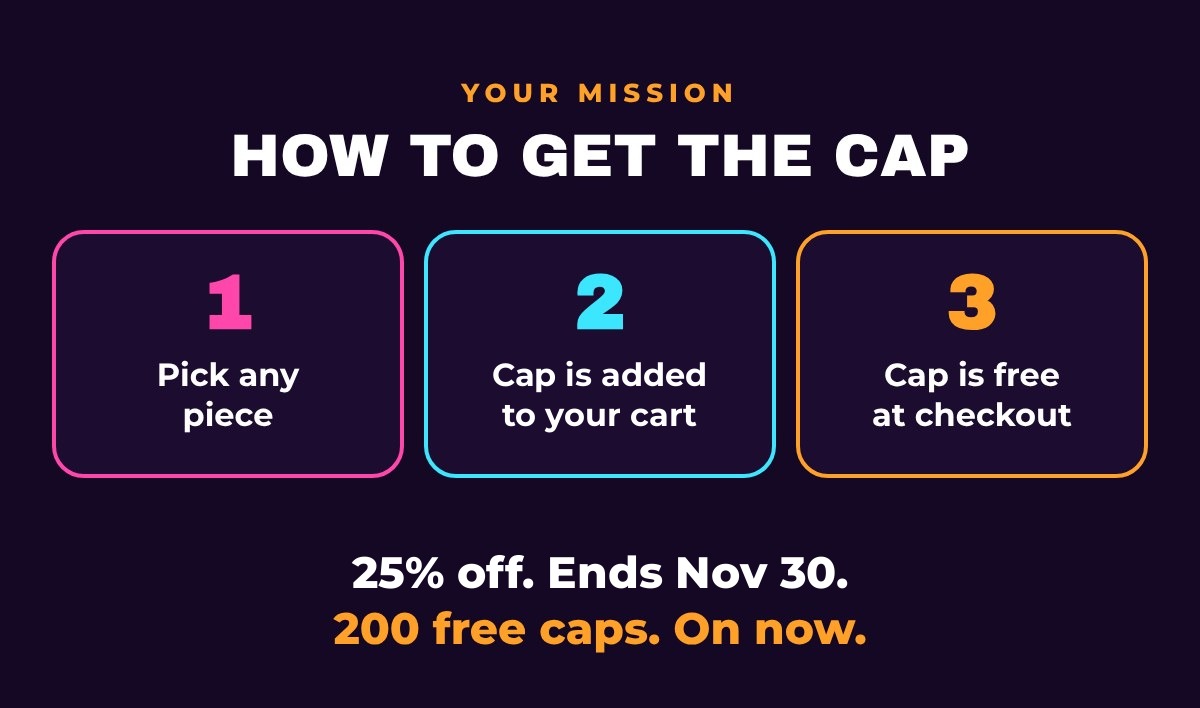 YOUR MISSION
HOW TO GET THE CAP
1
Pick any
piece
2
Cap is added
to your cart
3
Cap is free
at checkout
25% off. Ends Nov 30.
200 free caps. On now.